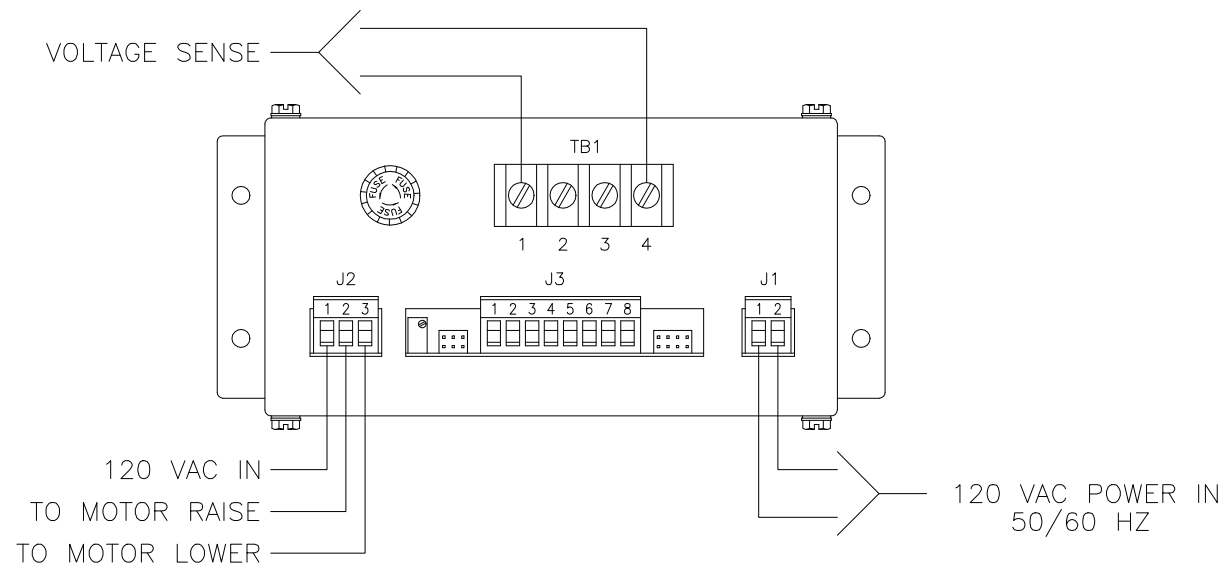 VOLTAGE SENSE
TB1
FUSE FUSE FUSE
1 2 3 4
J2
J3
J1
1 2 3
1 2 3 4 5 6 7 8
1 2
120 VAC IN
TO MOTOR RAISE
TO MOTOR LOWER
120 VAC POWER IN
50/60 HZ